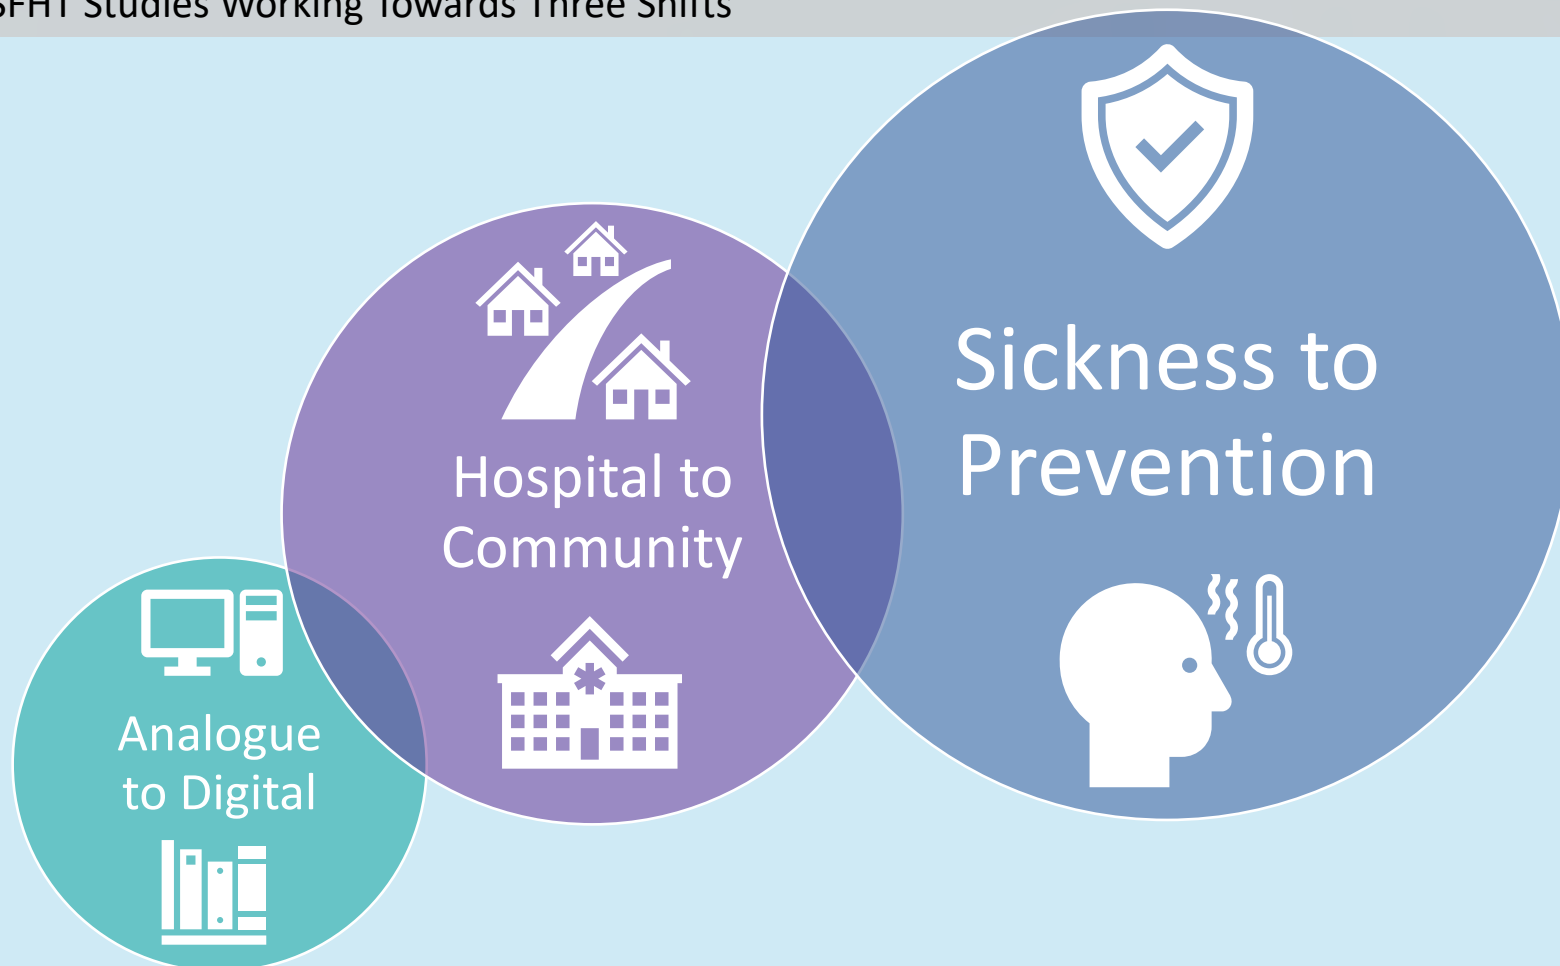 SFHT Studies Working Towards Three Shifts
Sickness to
Prevention
Hospital to
Community
Analogue
to Digital